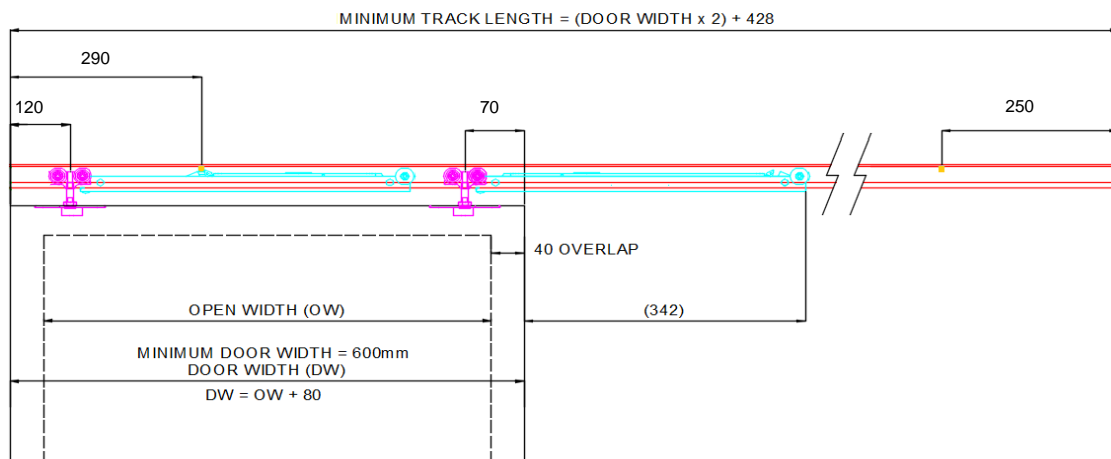 MINIMUM TRACK LENGTH = (DOOR WIDTH x 2) + 428
290
120
70
250
40 OVERLAP
OPEN WIDTH (OW)
(342)
MINIMUM DOOR WIDTH = 600mm
DOOR WIDTH (DW)
DW = OW + 80